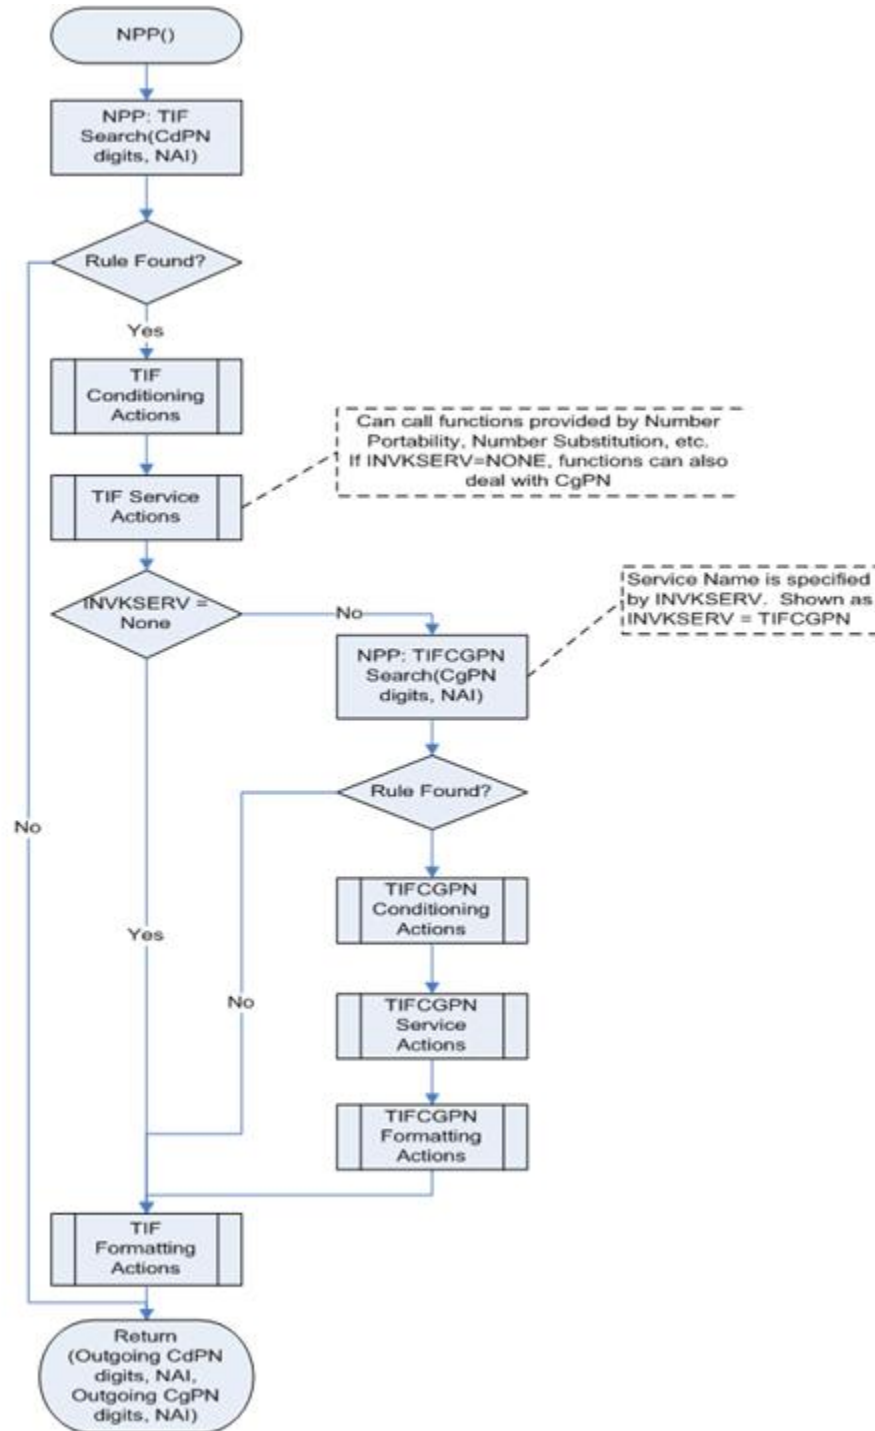 NPP()
NPP: TIF
Search(CdPN
digits, NAI)
Rule Found?
Yes
TIF
Conditioning
Actions
Can call functions provided by Number
Portability, Number Substitution, etc.
If INVKSERV=NONE, functions can also
deal with CgPN
TIF Service
Actions
INVKSERV =
None
No
Service Name is specified
by INVKSERV. Shown as
INVKSERV = TIFCGPN
NPP: TIFCGPN
Search(CgPN
digits, NAI)
Rule Found?
No
TIFCGPN
Conditioning
Actions
Yes
No
TIFCGPN
Service
Actions
TIFCGPN
Formatting
Actions
TIF
Formatting
Actions
Return
(Outgoing CdPN
digits, NAI,
Outgoing CgPN
digits, NAI)